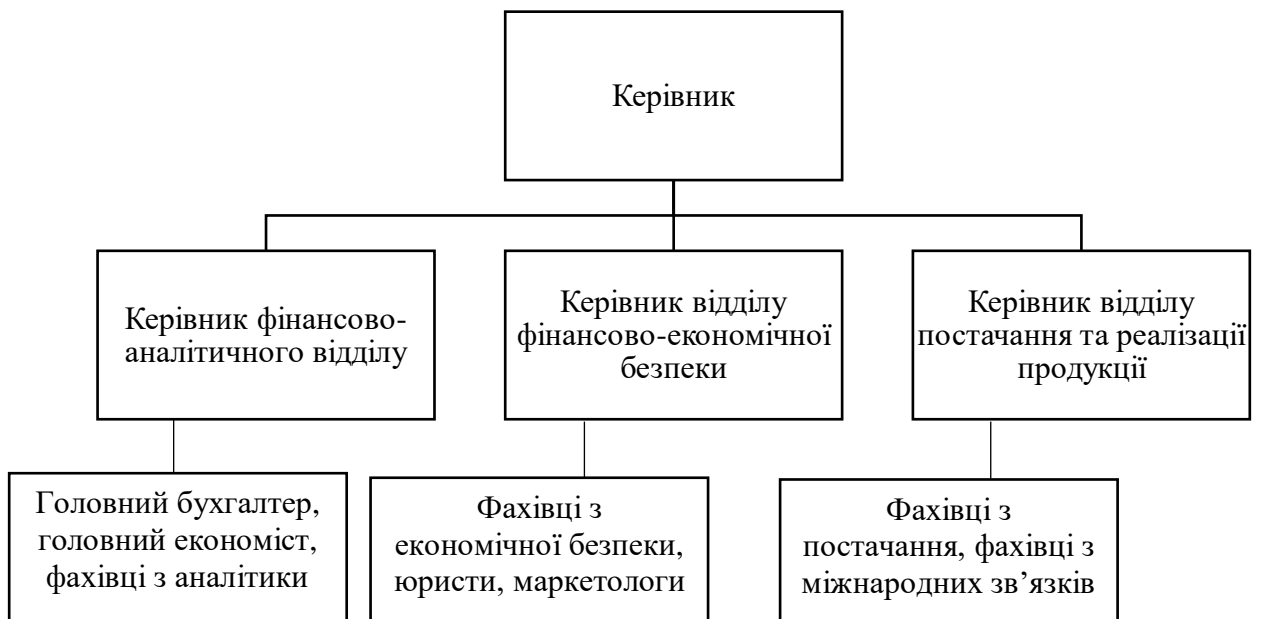 Керівник
Керівник фінансово-
аналітичного відділу
Керівник відділу
фінансово-економічної
безпеки
Керівник відділу
постачання та реалізації
продукції
Головний бухгалтер,
головний економіст,
фахівці з аналітики
Фахівці з
економічної безпеки,
юристи, маркетологи
Фахівці з
постачання, фахівці з
міжнародних зв’язків